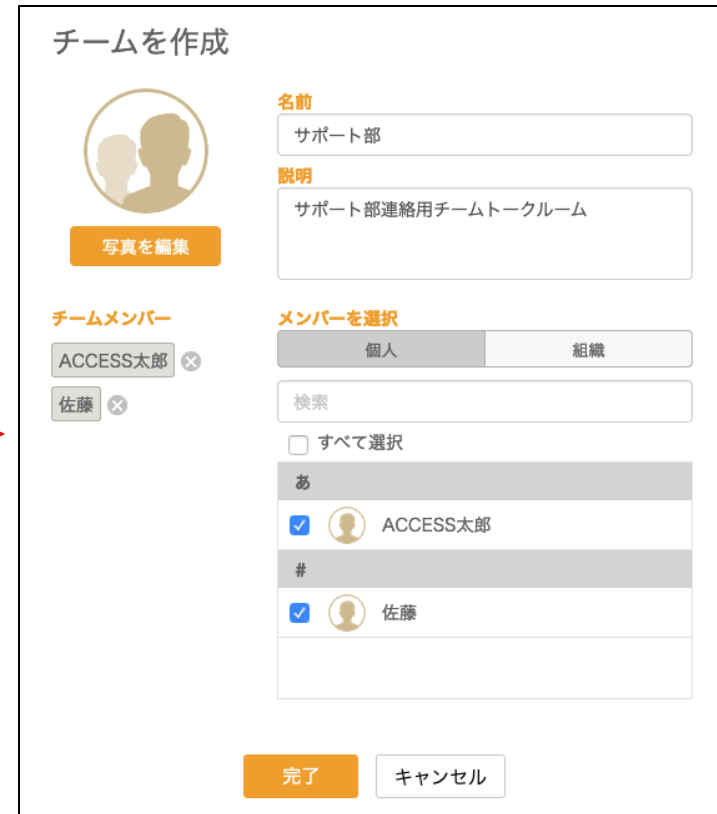 チームを作成
名前
サポート部
説明
サポート部連絡用チームトークルーム
写真を編集
チームメンバー
ACCESS太郎
佐藤
メンバーを選択
個人 組織
検索
すべて選択
あ
ACCESS太郎
#
佐藤
完了 キャンセル